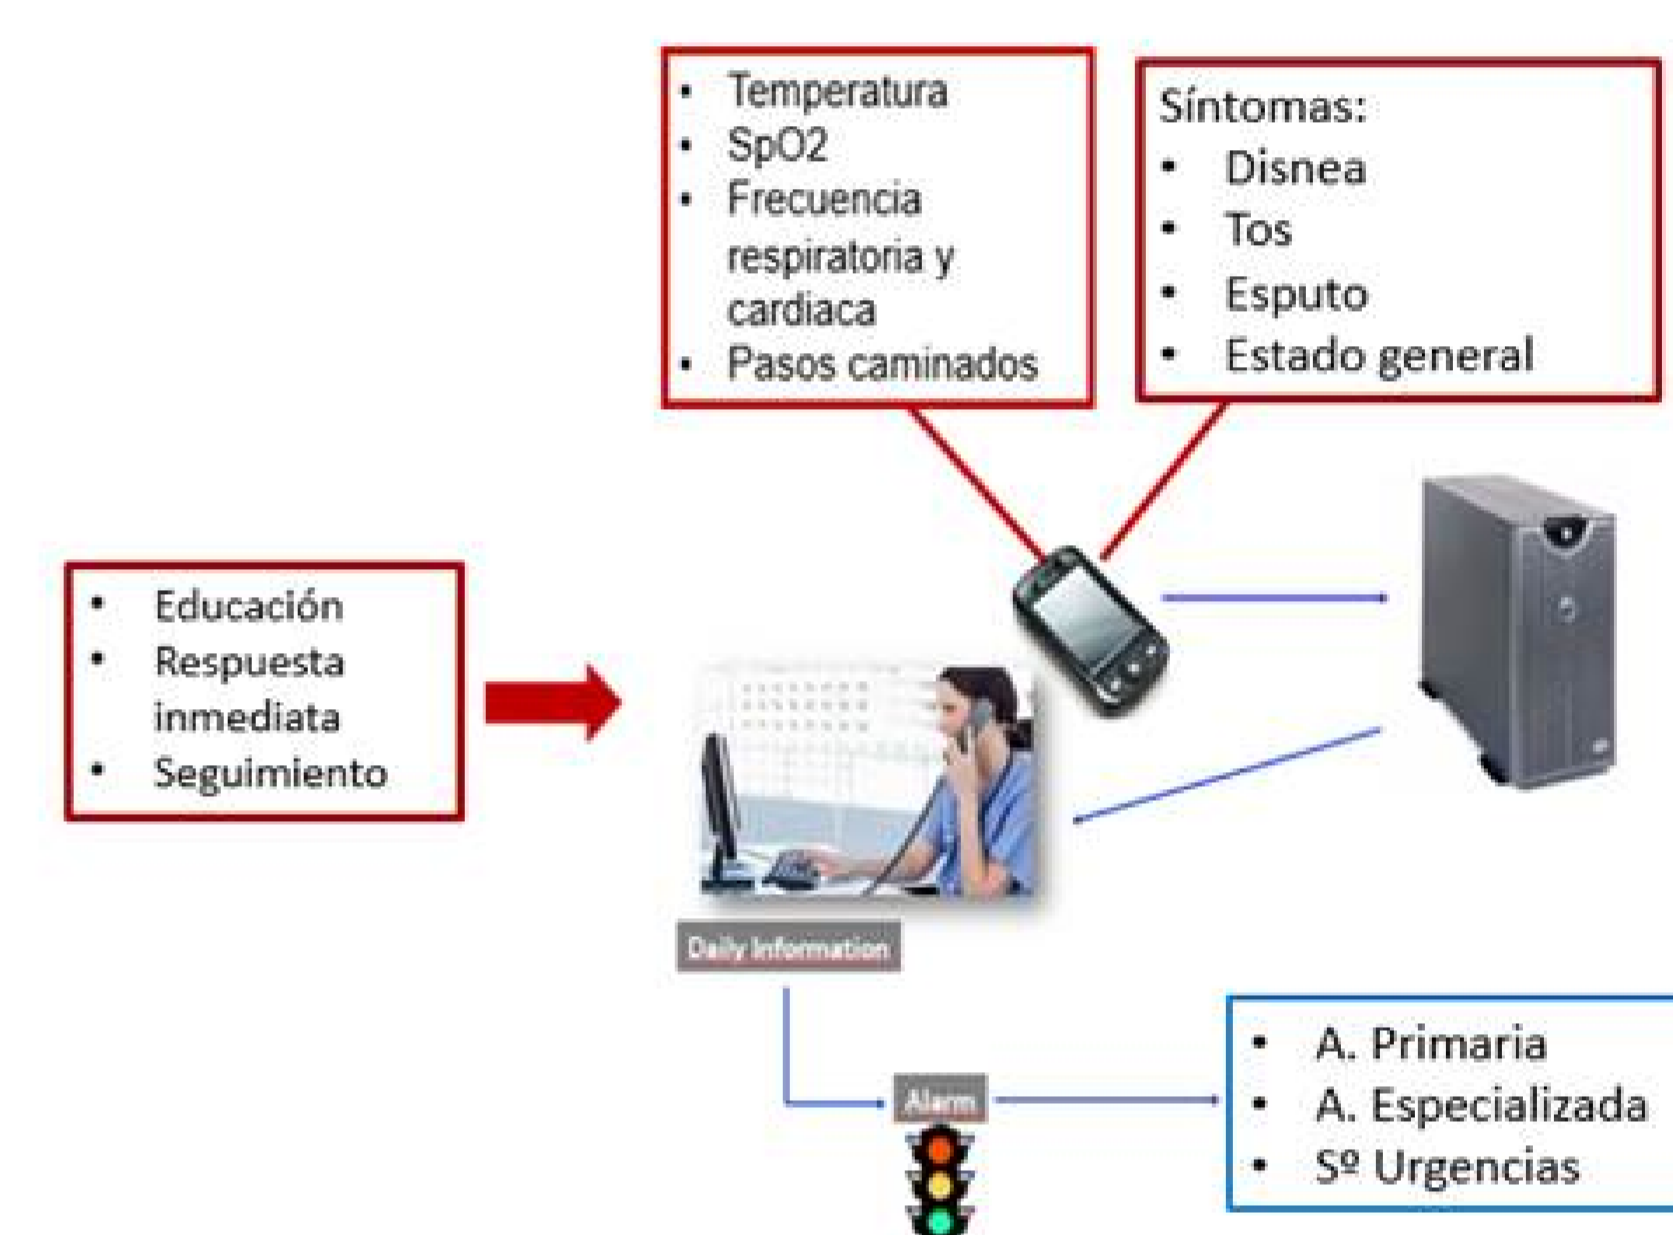 • Temperatura
• SpO2
• Frecuencia
respiratoria y
cardiaca
• Pasos caminados
Síntomas:
• Disnea
• Tos
• Esputo
• Estado general
• Educación
• Respuesta
inmediata
• Seguimiento
Daily Information
Alarm
• A. Primaria
• A. Especializada
• Sº Urgencias